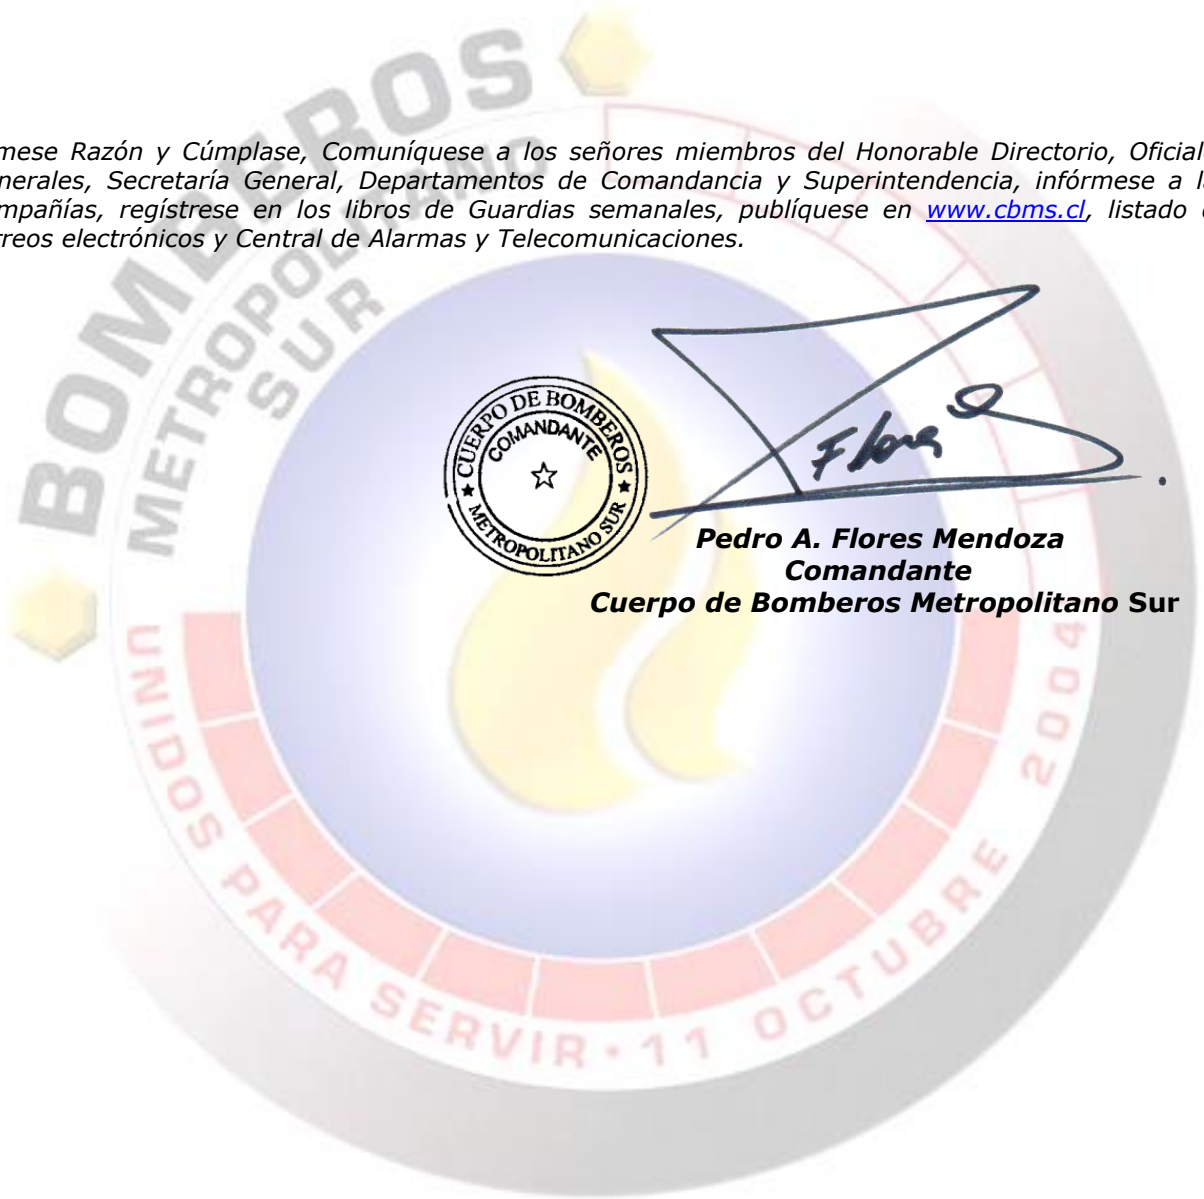 mese Razón y Cúmplase, Comuníquese a los señores miembros del Honorable Directorio, Oficial
nerales, Secretaría General, Departamentos de Comandancia y Superintendencia, infórmese a l
mpañías, regístrese en los libros de Guardias semanales, publíquese en www.cbms.cl, listado
rreos electrónicos y Central de Alarmas y Telecomunicaciones.
BOMBEROS
METROPOLITANO
SUR
CUERPO DE BOMBEROS
COMANDANTE
METROPOLITANO SUR
Flores
Pedro A. Flores Mendoza
Comandante
Cuerpo de Bomberos Metropolitano Sur
UNIDOS PARA SERVIR · 11 OCTUBRE 2004